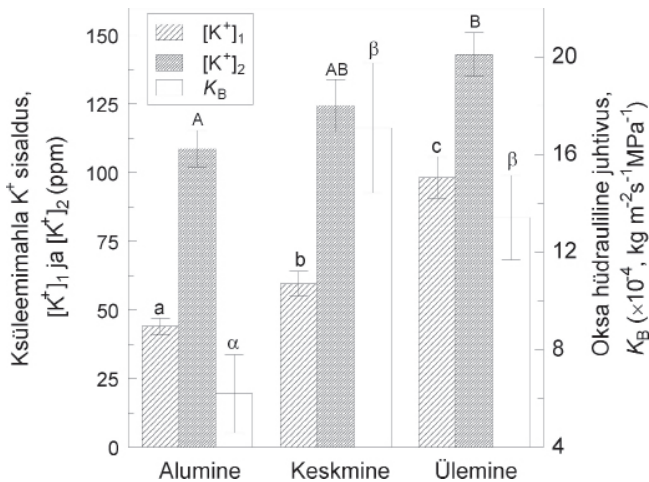 Ksüleemimahla K⁺ sisaldus,
[K⁺]₁ ja [K⁺]₂ (ppm)
150
125
100
75
50
25
0
[K⁺]₁
[K⁺]₂
K_B
a
A
α
b
AB
β
c
B
β
Alumine
Keskmine
Ülemine
20
16
12
8
4
Oksa hüdrauliline juhtivus,
K_B (×10⁻⁴, kg m⁻²s⁻¹MPa⁻¹)